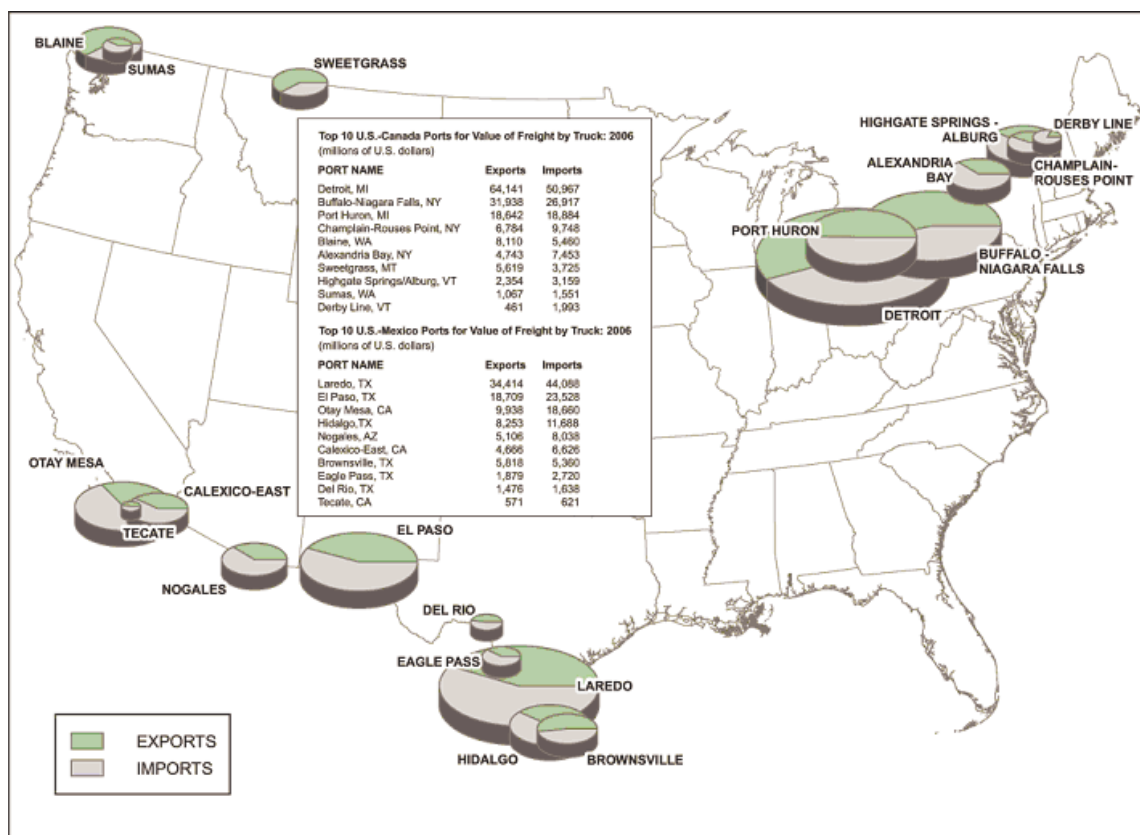 BLAINE
SUMAS
SWEETGRASS
HIGHGATE SPRINGS -
ALBURG
DERBY LINE
CHAMPLAIN-
ROUSES POINT
ALEXANDRIA
BAY
PORT HURON
BUFFALO -
NIAGARA FALLS
DETROIT
Top 10 U.S.-Canada Ports for Value of Freight by Truck: 2006
(millions of U.S. dollars)
PORT NAME Exports Imports
Detroit, MI 64,141 50,967
Buffalo-Niagara Falls, NY 31,938 26,917
Port Huron, MI 18,642 18,884
Champlain-Rouses Point, NY 6,784 9,748
Blaine, WA 8,110 5,460
Alexandria Bay, NY 4,743 7,453
Sweetgrass, MT 5,619 3,725
Highgate Springs/Alburg, VT 2,354 3,159
Sumas, WA 1,067 1,551
Derby Line, VT 461 1,993
Top 10 U.S.-Mexico Ports for Value of Freight by Truck: 2006
(millions of U.S. dollars)
PORT NAME Exports Imports
Laredo, TX 34,414 44,088
El Paso, TX 18,709 23,528
Otay Mesa, CA 9,938 18,660
Hidalgo,TX 8,253 11,688
Nogales, AZ 5,106 8,038
Calexico-East, CA 4,666 6,626
Brownsville, TX 5,818 5,360
Eagle Pass, TX 1,879 2,720
Del Rio, TX 1,476 1,638
Tecate, CA 571 621
OTAY MESA
CALEXICO-EAST
TECATE
NOGALES
EL PASO
DEL RIO
EAGLE PASS
LAREDO
HIDALGO
BROWNSVILLE
EXPORTS
IMPORTS